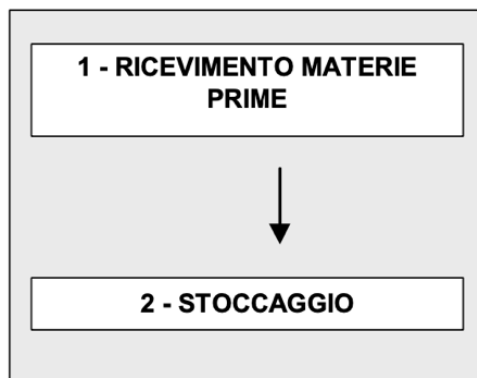 1 - RICEVIMENTO MATERIE
PRIME
2 - STOCCAGGIO